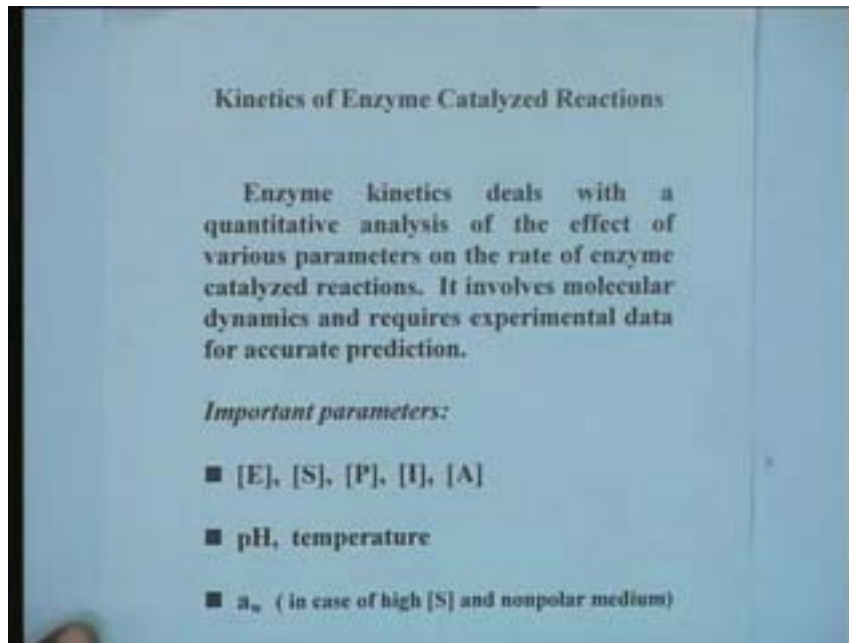 Kinetics of Enzyme Catalyzed Reactions
Enzyme kinetics deals with a
quantitative analysis of the effect of
various parameters on the rate of enzyme
catalyzed reactions. It involves molecular
dynamics and requires experimental data
for accurate prediction.
Important parameters:
■ [E], [S], [P], [I], [A]
■ pH, temperature
■ a_w ( in case of high [S] and nonpolar medium)